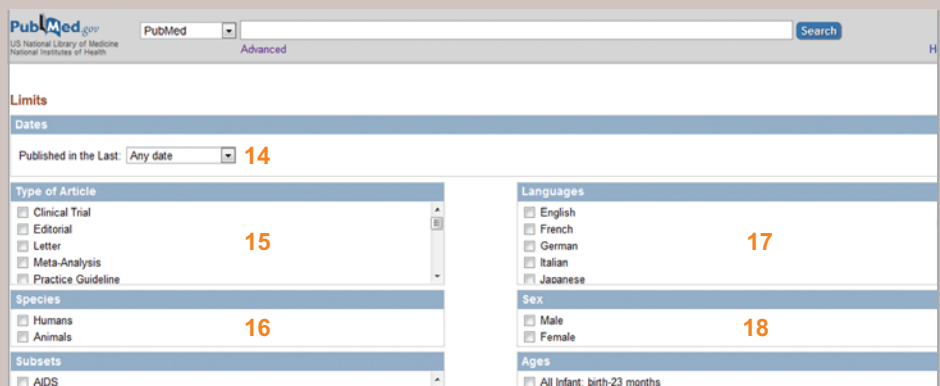 PubMed.gov
US National Library of Medicine
National Institutes of Health
PubMed
Search
Advanced
H
Limits
Dates
Published in the Last: Any date 14
Type of Article
Clinical Trial
Editorial
Letter
Meta-Analysis
Practice Guideline
15
Languages
English
French
German
Italian
Japanese
17
Species
Humans
Animals
16
Sex
Male
Female
18
Subsets
AIDS
Ages
All Infant: birth-23 months